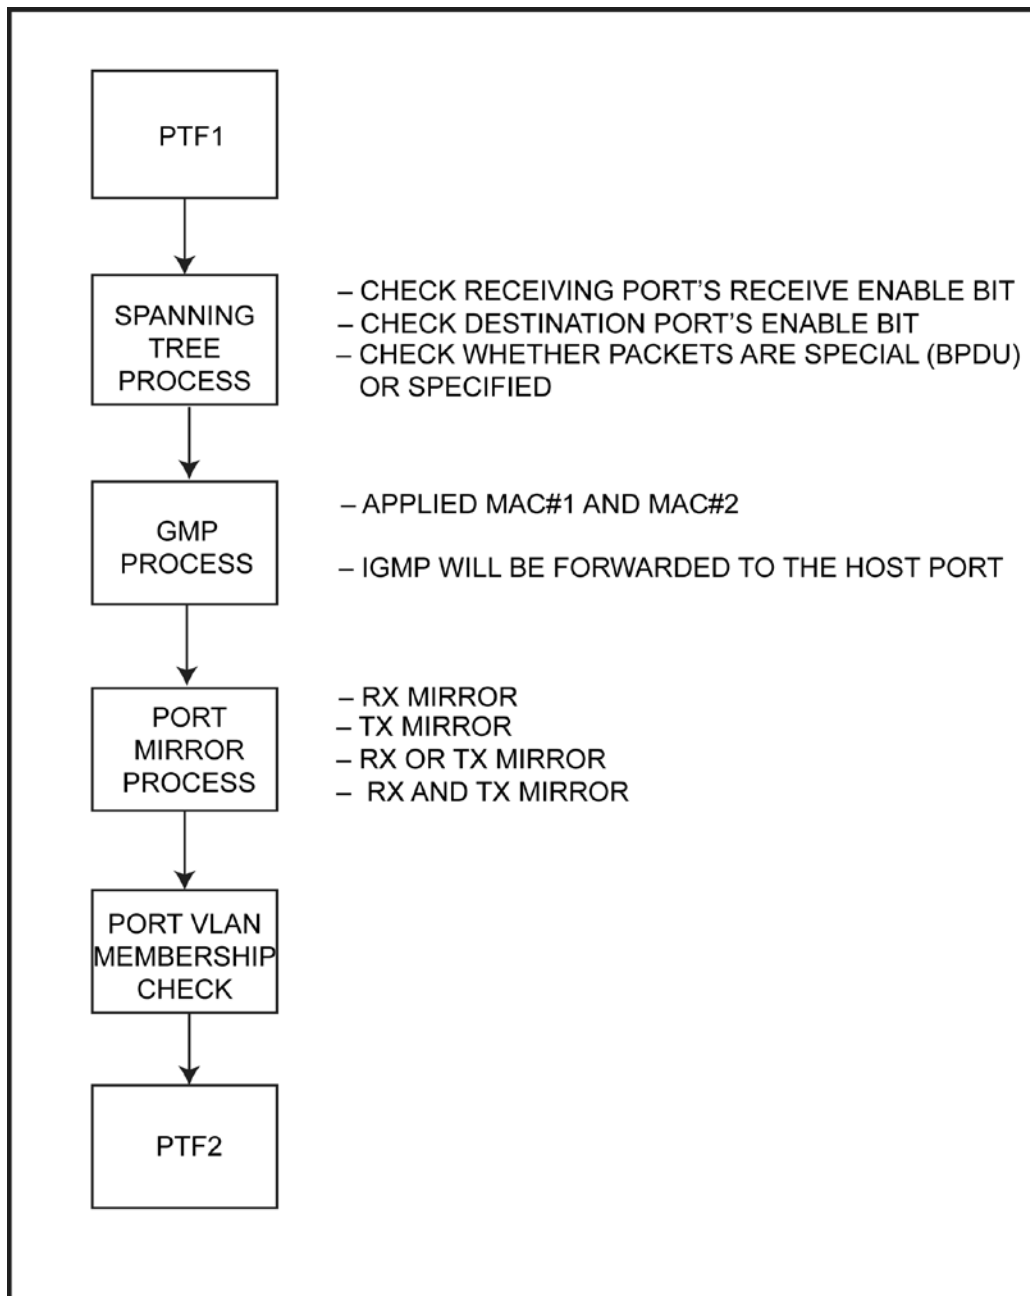 PTF1
SPANNING
TREE
PROCESS
– CHECK RECEIVING PORT’S RECEIVE ENABLE BIT
– CHECK DESTINATION PORT’S ENABLE BIT
– CHECK WHETHER PACKETS ARE SPECIAL (BPDU)
OR SPECIFIED
GMP
PROCESS
– APPLIED MAC#1 AND MAC#2
– IGMP WILL BE FORWARDED TO THE HOST PORT
PORT
MIRROR
PROCESS
– RX MIRROR
– TX MIRROR
– RX OR TX MIRROR
– RX AND TX MIRROR
PORT VLAN
MEMBERSHIP
CHECK
PTF2